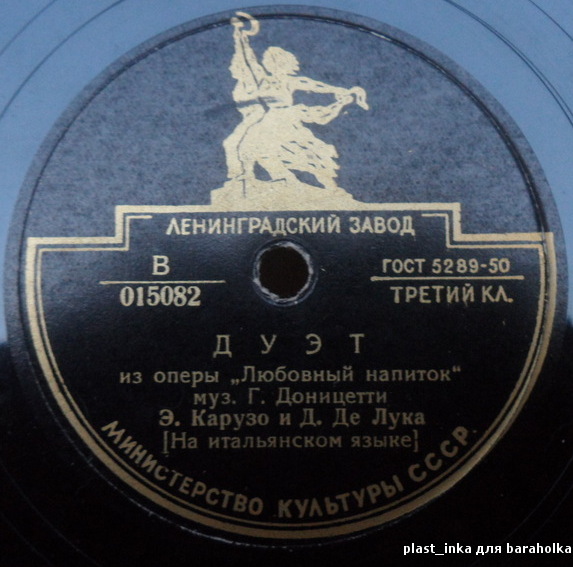 ЛЕНИНГРАДСКИЙ ЗАВОД
В
015082
ГОСТ 5289-50
ТРЕТИЙ КЛ.
ДУЭТ
из оперы „Любовный напиток“
муз. Г. Доницетти
Э. Карузо и Д. Де Лука
[На итальянском языке]
МИНИСТЕРСТВО КУЛЬТУРЫ СССР
plast_inka для baraholka